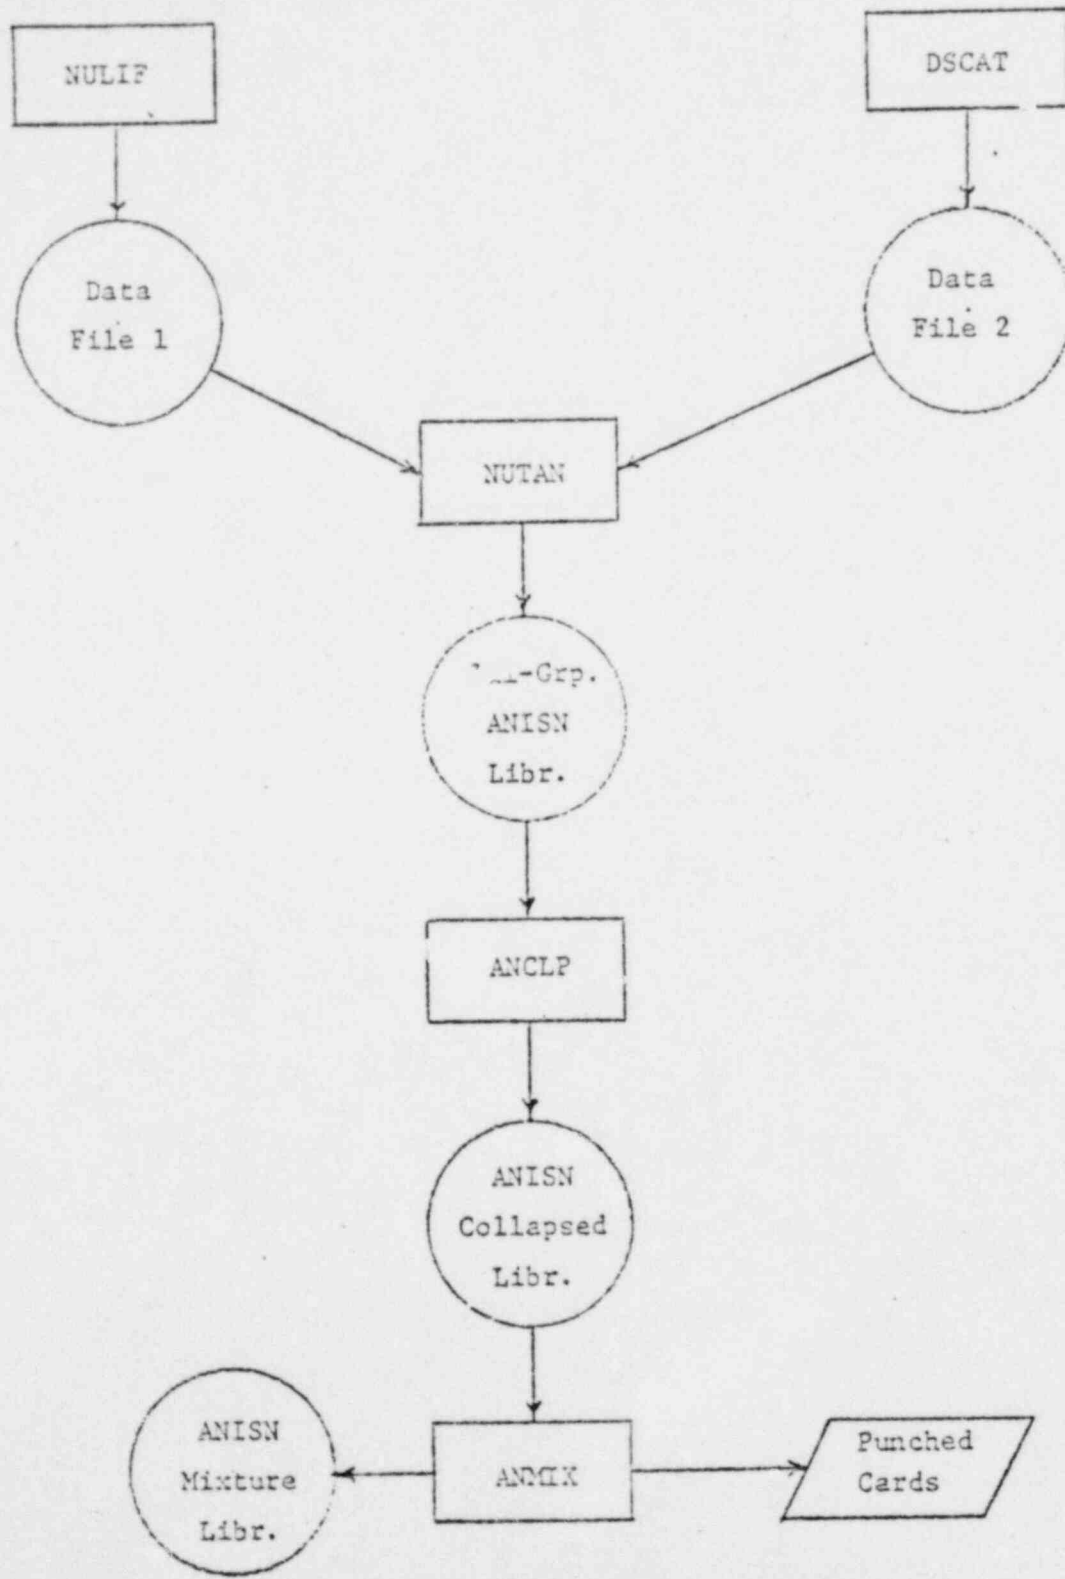 NULIF
DSCAT
Data
File 1
Data
File 2
NUTAN
-Grp.
ANISN
Libr.
ANCLP
ANISN
Collapsed
Libr.
ANISN
Mixture
Libr.
ANMIX
Punched
Cards